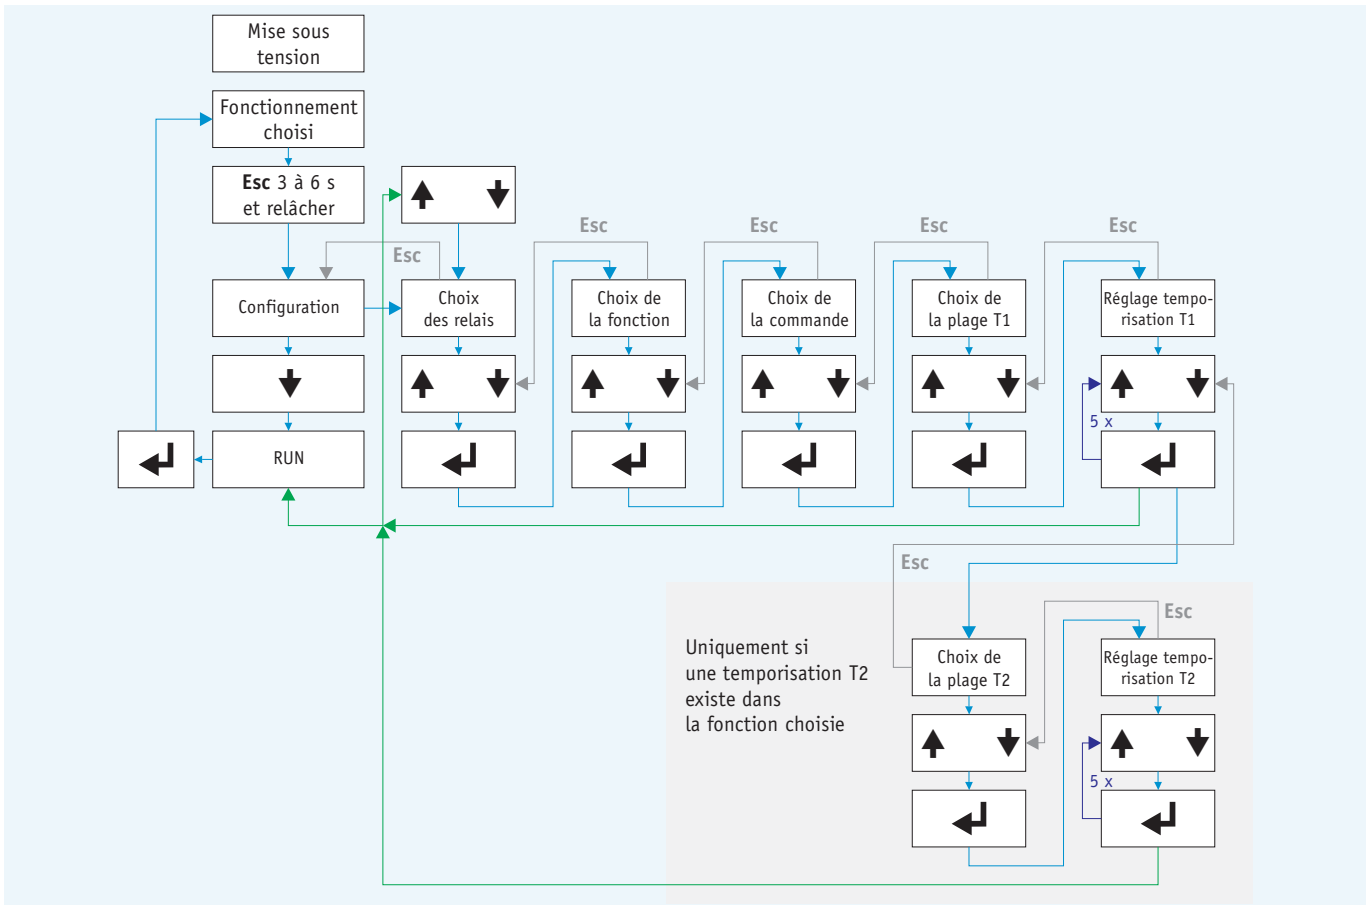 Mise sous
tension
Fonctionnement
choisi
Esc 3 à 6 s
et relâcher
Esc
Esc
Esc
Esc
Esc
Configuration
Choix
des relais
Choix de
la fonction
Choix de
la commande
Choix de
la plage T1
Réglage tempo-
risation T1
5 x
RUN
Esc
Esc
Uniquement si
une temporisation T2
existe dans
la fonction choisie
Choix de
la plage T2
Réglage tempo-
risation T2
5 x